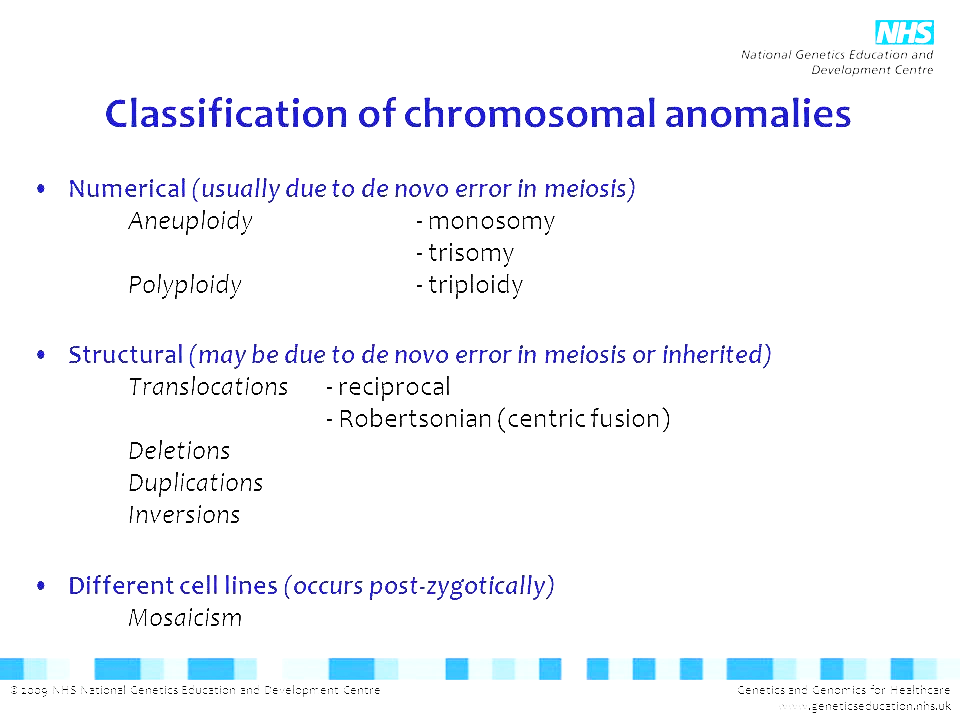 NHS
National Genetics Education and
Development Centre
Classification of chromosomal anomalies
• Numerical (usually due to de novo error in meiosis)
Aneuploidy - monosomy
- trisomy
Polyploidy - triploidy
• Structural (may be due to de novo error in meiosis or inherited)
Translocations - reciprocal
- Robertsonian (centric fusion)
Deletions
Duplications
Inversions
• Different cell lines (occurs post-zygotically)
Mosaicism
© 2009 NHS National Genetics Education and Development Centre Genetics and Genomics for Healthcare
www.geneticseducation.nhs.uk